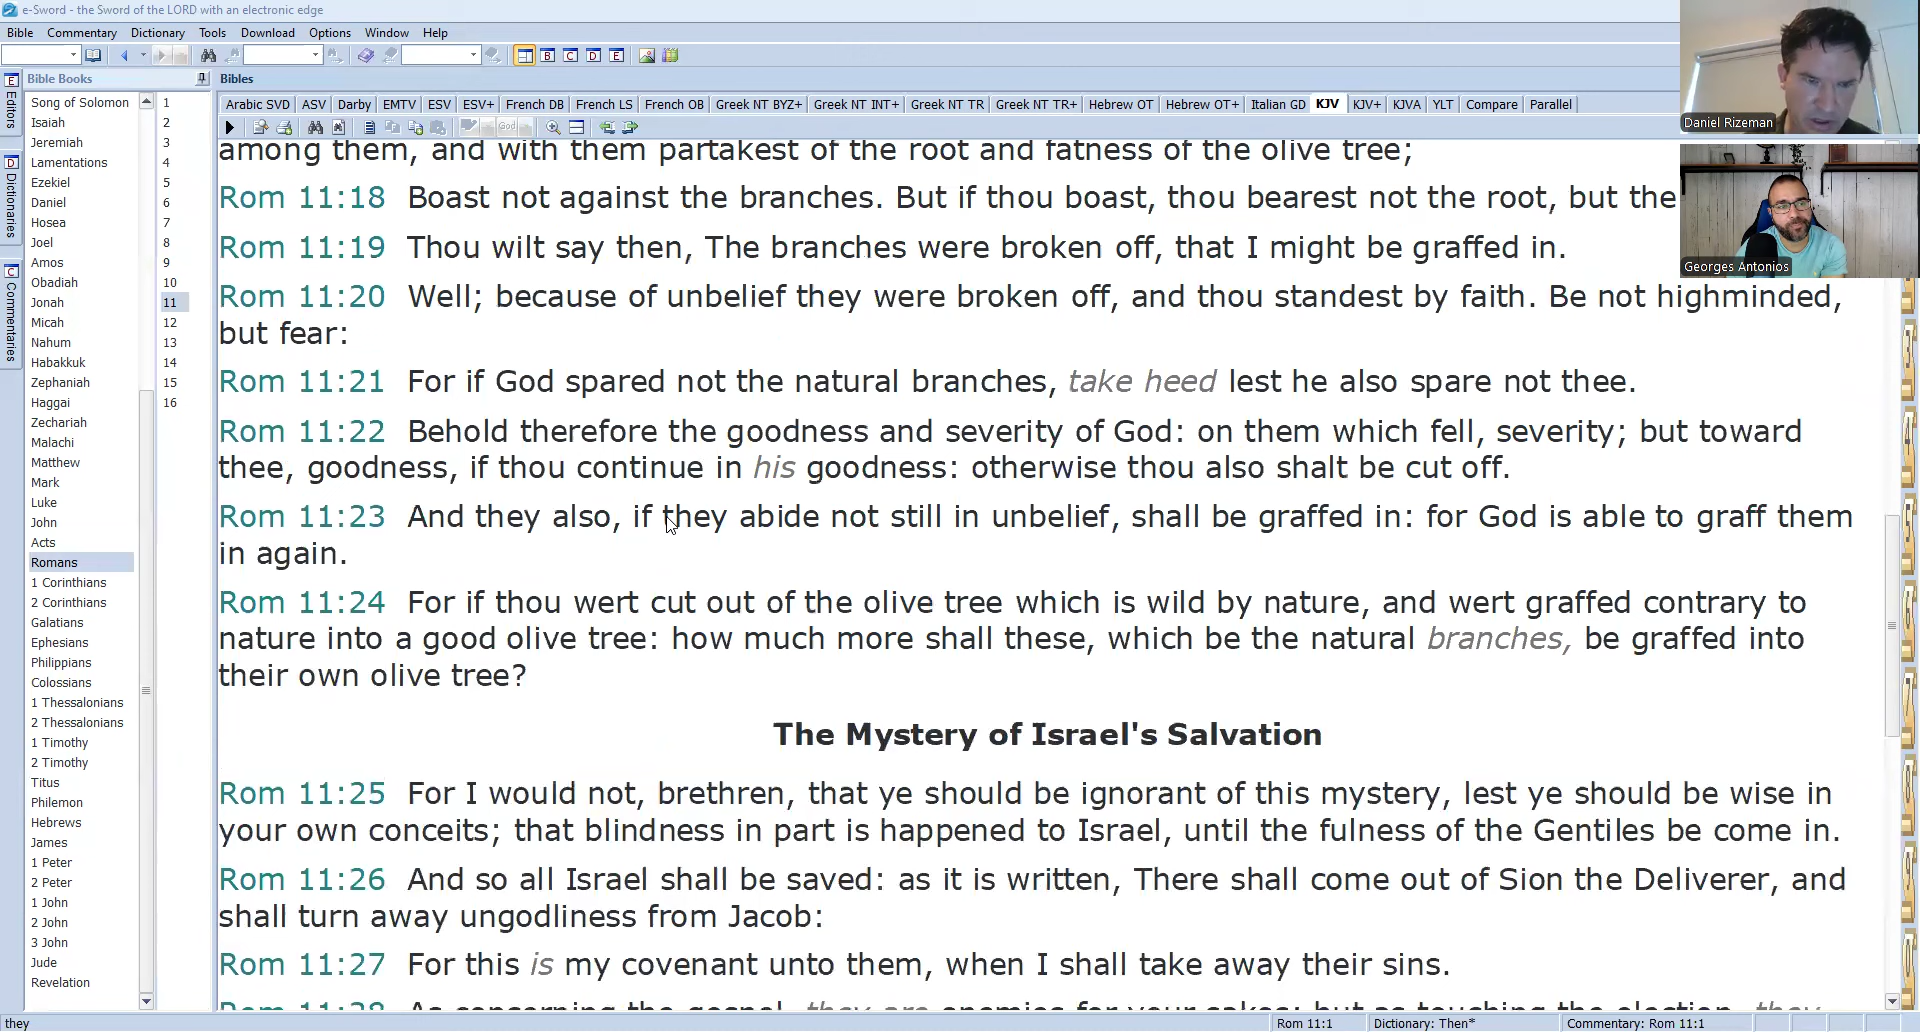 e-Sword - the Sword of the LORD with an electronic edge
Bible Commentary Dictionary Tools Download Options Window Help
Bible Books
Bibles
Editors
Dictionaries
Commentaries
Song of Solomon
Isaiah
Jeremiah
Lamentations
Ezekiel
Daniel
Hosea
Joel
Amos
Obadiah
Jonah
Micah
Nahum
Habakkuk
Zephaniah
Haggai
Zechariah
Malachi
Matthew
Mark
Luke
John
Acts
Romans
1 Corinthians
2 Corinthians
Galatians
Ephesians
Philippians
Colossians
1 Thessalonians
2 Thessalonians
1 Timothy
2 Timothy
Titus
Philemon
Hebrews
James
1 Peter
2 Peter
1 John
2 John
3 John
Jude
Revelation
1
2
3
4
5
6
7
8
9
10
11
12
13
14
15
16
Arabic SVD ASV Darby EMTV ESV ESV+ French DB French LS French OB Greek NT BYZ+ Greek NT INT+ Greek NT TR Greek NT TR+ Hebrew OT Hebrew OT+ Italian GD KJV KJV+ KJVA YLT Compare Parallel
among them, and with them partakest of the root and fatness of the olive tree;
Rom 11:18 Boast not against the branches. But if thou boast, thou bearest not the root, but the
Rom 11:19 Thou wilt say then, The branches were broken off, that I might be graffed in.
Rom 11:20 Well; because of unbelief they were broken off, and thou standest by faith. Be not highminded,
but fear:
Rom 11:21 For if God spared not the natural branches, take heed lest he also spare not thee.
Rom 11:22 Behold therefore the goodness and severity of God: on them which fell, severity; but toward
thee, goodness, if thou continue in his goodness: otherwise thou also shalt be cut off.
Rom 11:23 And they also, if they abide not still in unbelief, shall be graffed in: for God is able to graff them
in again.
Rom 11:24 For if thou wert cut out of the olive tree which is wild by nature, and wert graffed contrary to
nature into a good olive tree: how much more shall these, which be the natural branches, be graffed into
their own olive tree?
The Mystery of Israel's Salvation
Rom 11:25 For I would not, brethren, that ye should be ignorant of this mystery, lest ye should be wise in
your own conceits; that blindness in part is happened to Israel, until the fulness of the Gentiles be come in.
Rom 11:26 And so all Israel shall be saved: as it is written, There shall come out of Sion the Deliverer, and
shall turn away ungodliness from Jacob:
Rom 11:27 For this is my covenant unto them, when I shall take away their sins.
Rom 11:28 As concerning the gospel, they are enemies for your sakes: but as touching the election, they
Daniel Rizeman
Georges Antonios
they
Rom 11:1
Dictionary: Then*
Commentary: Rom 11:1